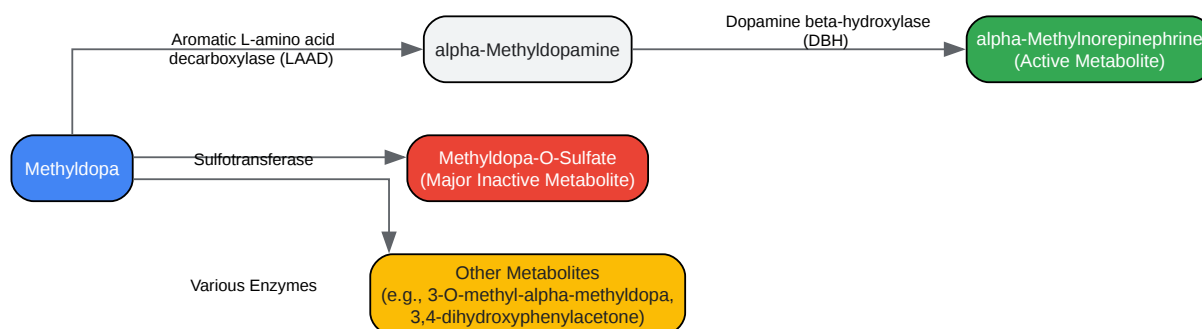 Aromatic L-amino acid
decarboxylase (LAAD)
alpha-Methyldopamine
Dopamine beta-hydroxylase
(DBH)
alpha-Methylnorepinephrine
(Active Metabolite)
Methyldopa
Sulfotransferase
Methyldopa-O-Sulfate
(Major Inactive Metabolite)
Various Enzymes
Other Metabolites
(e.g., 3-O-methyl-alpha-methyldopa,
3,4-dihydroxyphenylacetone)